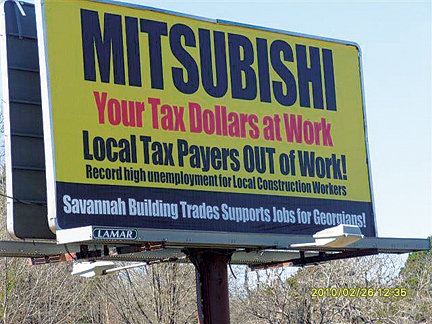 MITSUBISHI
Your Tax Dollars at Work
Local Tax Payers OUT of Work!
Record high unemployment for Local Construction Workers
Savannah Building Trades Supports Jobs for Georgians!
LAMAR
2010/02/26 12:35